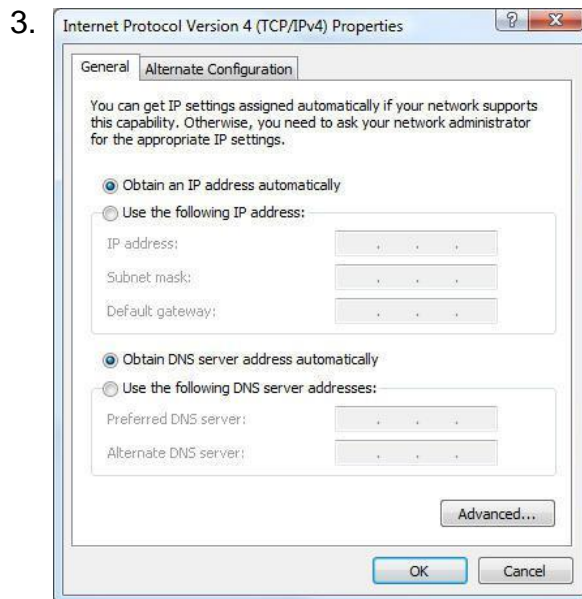 3.
Internet Protocol Version 4 (TCP/IPv4) Properties
General
Alternate Configuration
You can get IP settings assigned automatically if your network supports
this capability. Otherwise, you need to ask your network administrator
for the appropriate IP settings.
Obtain an IP address automatically
Use the following IP address:
IP address:
Subnet mask:
Default gateway:
Obtain DNS server address automatically
Use the following DNS server addresses:
Preferred DNS server:
Alternate DNS server:
Advanced...
OK
Cancel